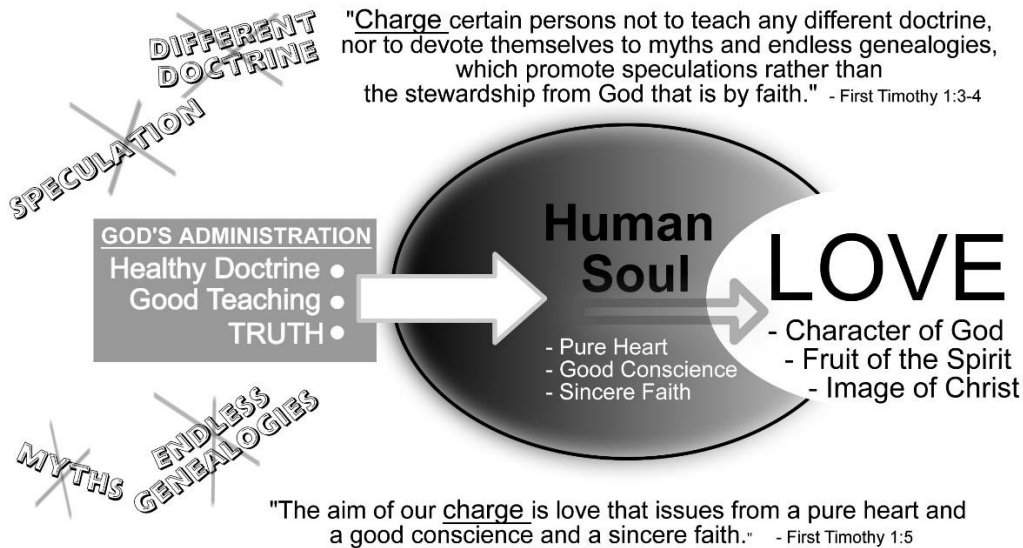 DIFFERENT
DOCTRINE
SPECULATION
"Charge certain persons not to teach any different doctrine,
nor to devote themselves to myths and endless genealogies,
which promote speculations rather than
the stewardship from God that is by faith." - First Timothy 1:3-4
GOD'S ADMINISTRATION
Healthy Doctrine ●
Good Teaching ●
TRUTH ●
Human
Soul
- Pure Heart
- Good Conscience
- Sincere Faith
LOVE
- Character of God
- Fruit of the Spirit
- Image of Christ
MYTHS
ENDLESS
GENEALOGIES
"The aim of our charge is love that issues from a pure heart and
a good conscience and a sincere faith." - First Timothy 1:5